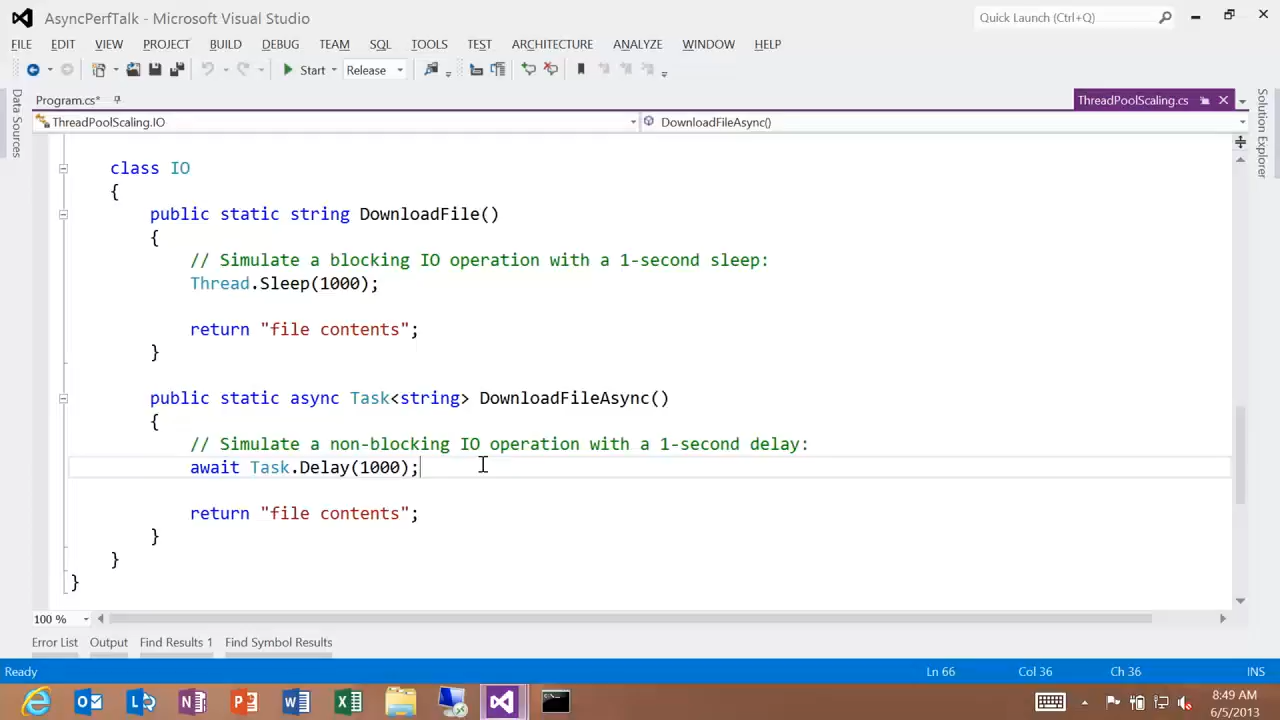 AsyncPerfTalk - Microsoft Visual Studio
Quick Launch (Ctrl+Q)
FILE EDIT VIEW PROJECT BUILD DEBUG TEAM SQL TOOLS TEST ARCHITECTURE ANALYZE WINDOW HELP
Start Release
Data Sources
Program.cs*
ThreadPoolScaling.cs
Solution Explorer
ThreadPoolScaling.IO
DownloadFileAsync()
class IO
{
public static string DownloadFile()
{
// Simulate a blocking IO operation with a 1-second sleep:
Thread.Sleep(1000);
return "file contents";
}
public static async Task<string> DownloadFileAsync()
{
// Simulate a non-blocking IO operation with a 1-second delay:
await Task.Delay(1000);
return "file contents";
}
}
}
100 %
Error List Output Find Results 1 Find Symbol Results
Ready Ln 66 Col 36 Ch 36 INS
8:49 AM
6/5/2013